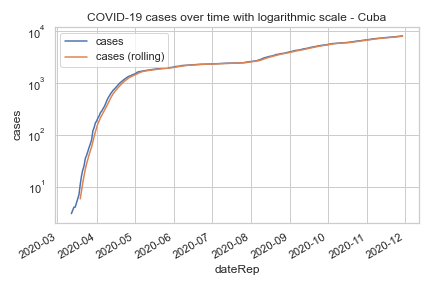 COVID-19 cases over time with logarithmic scale - Cuba
cases
cases (rolling)
10⁴
10³
10²
10¹
cases
2020-03
2020-04
2020-05
2020-06
2020-07
2020-08
2020-09
2020-10
2020-11
2020-12
dateRep